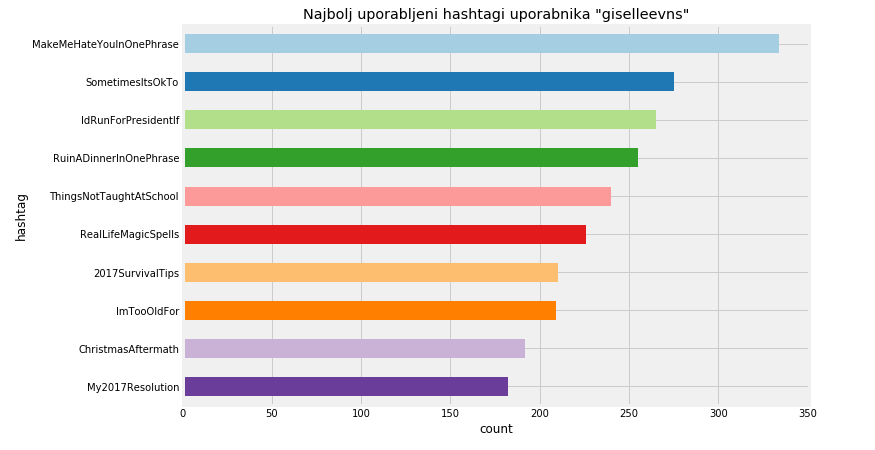 Najbolj uporabljeni hashtagi uporabnika "giselleevns"
MakeMeHateYouInOnePhrase
SometimesItsOkTo
IdRunForPresidentIf
RuinADinnerInOnePhrase
ThingsNotTaughtAtSchool
RealLifeMagicSpells
2017SurvivalTips
ImTooOldFor
ChristmasAftermath
My2017Resolution
hashtag
0 50 100 150 200 250 300 350
count